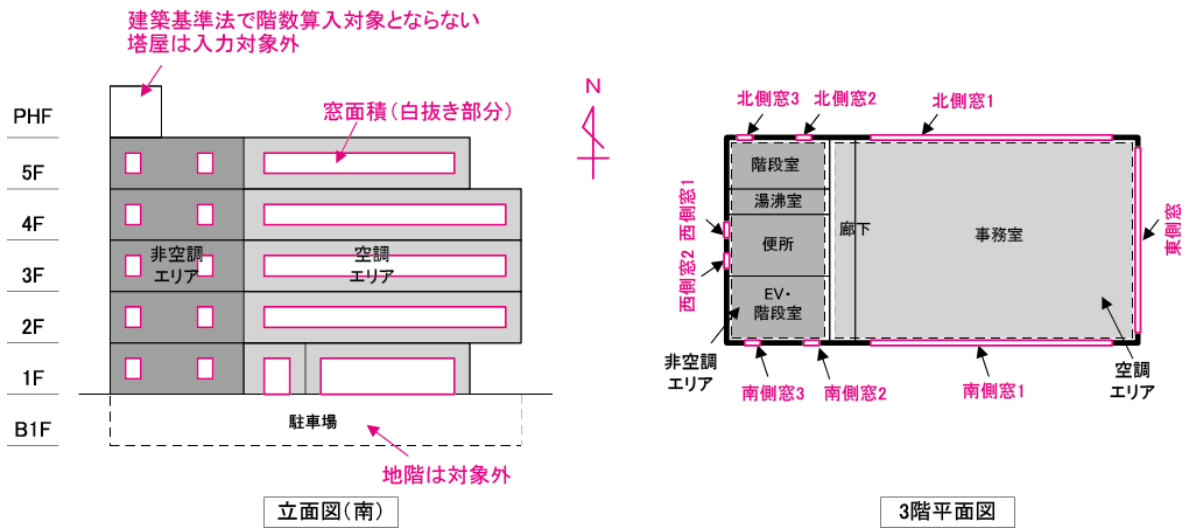 建築基準法で階数算入対象とならない
塔屋は入力対象外
PHF
5F
4F
3F
2F
1F
B1F
窓面積(白抜き部分)
非空調
エリア
空調
エリア
駐車場
地階は対象外
立面図(南)
N
北側窓3
北側窓2
北側窓1
西側窓1
西側窓2
東側窓
階段室
湯沸室
便所
EV・
階段室
廊下
事務室
非空調
エリア
南側窓3
南側窓2
南側窓1
空調
エリア
3階平面図